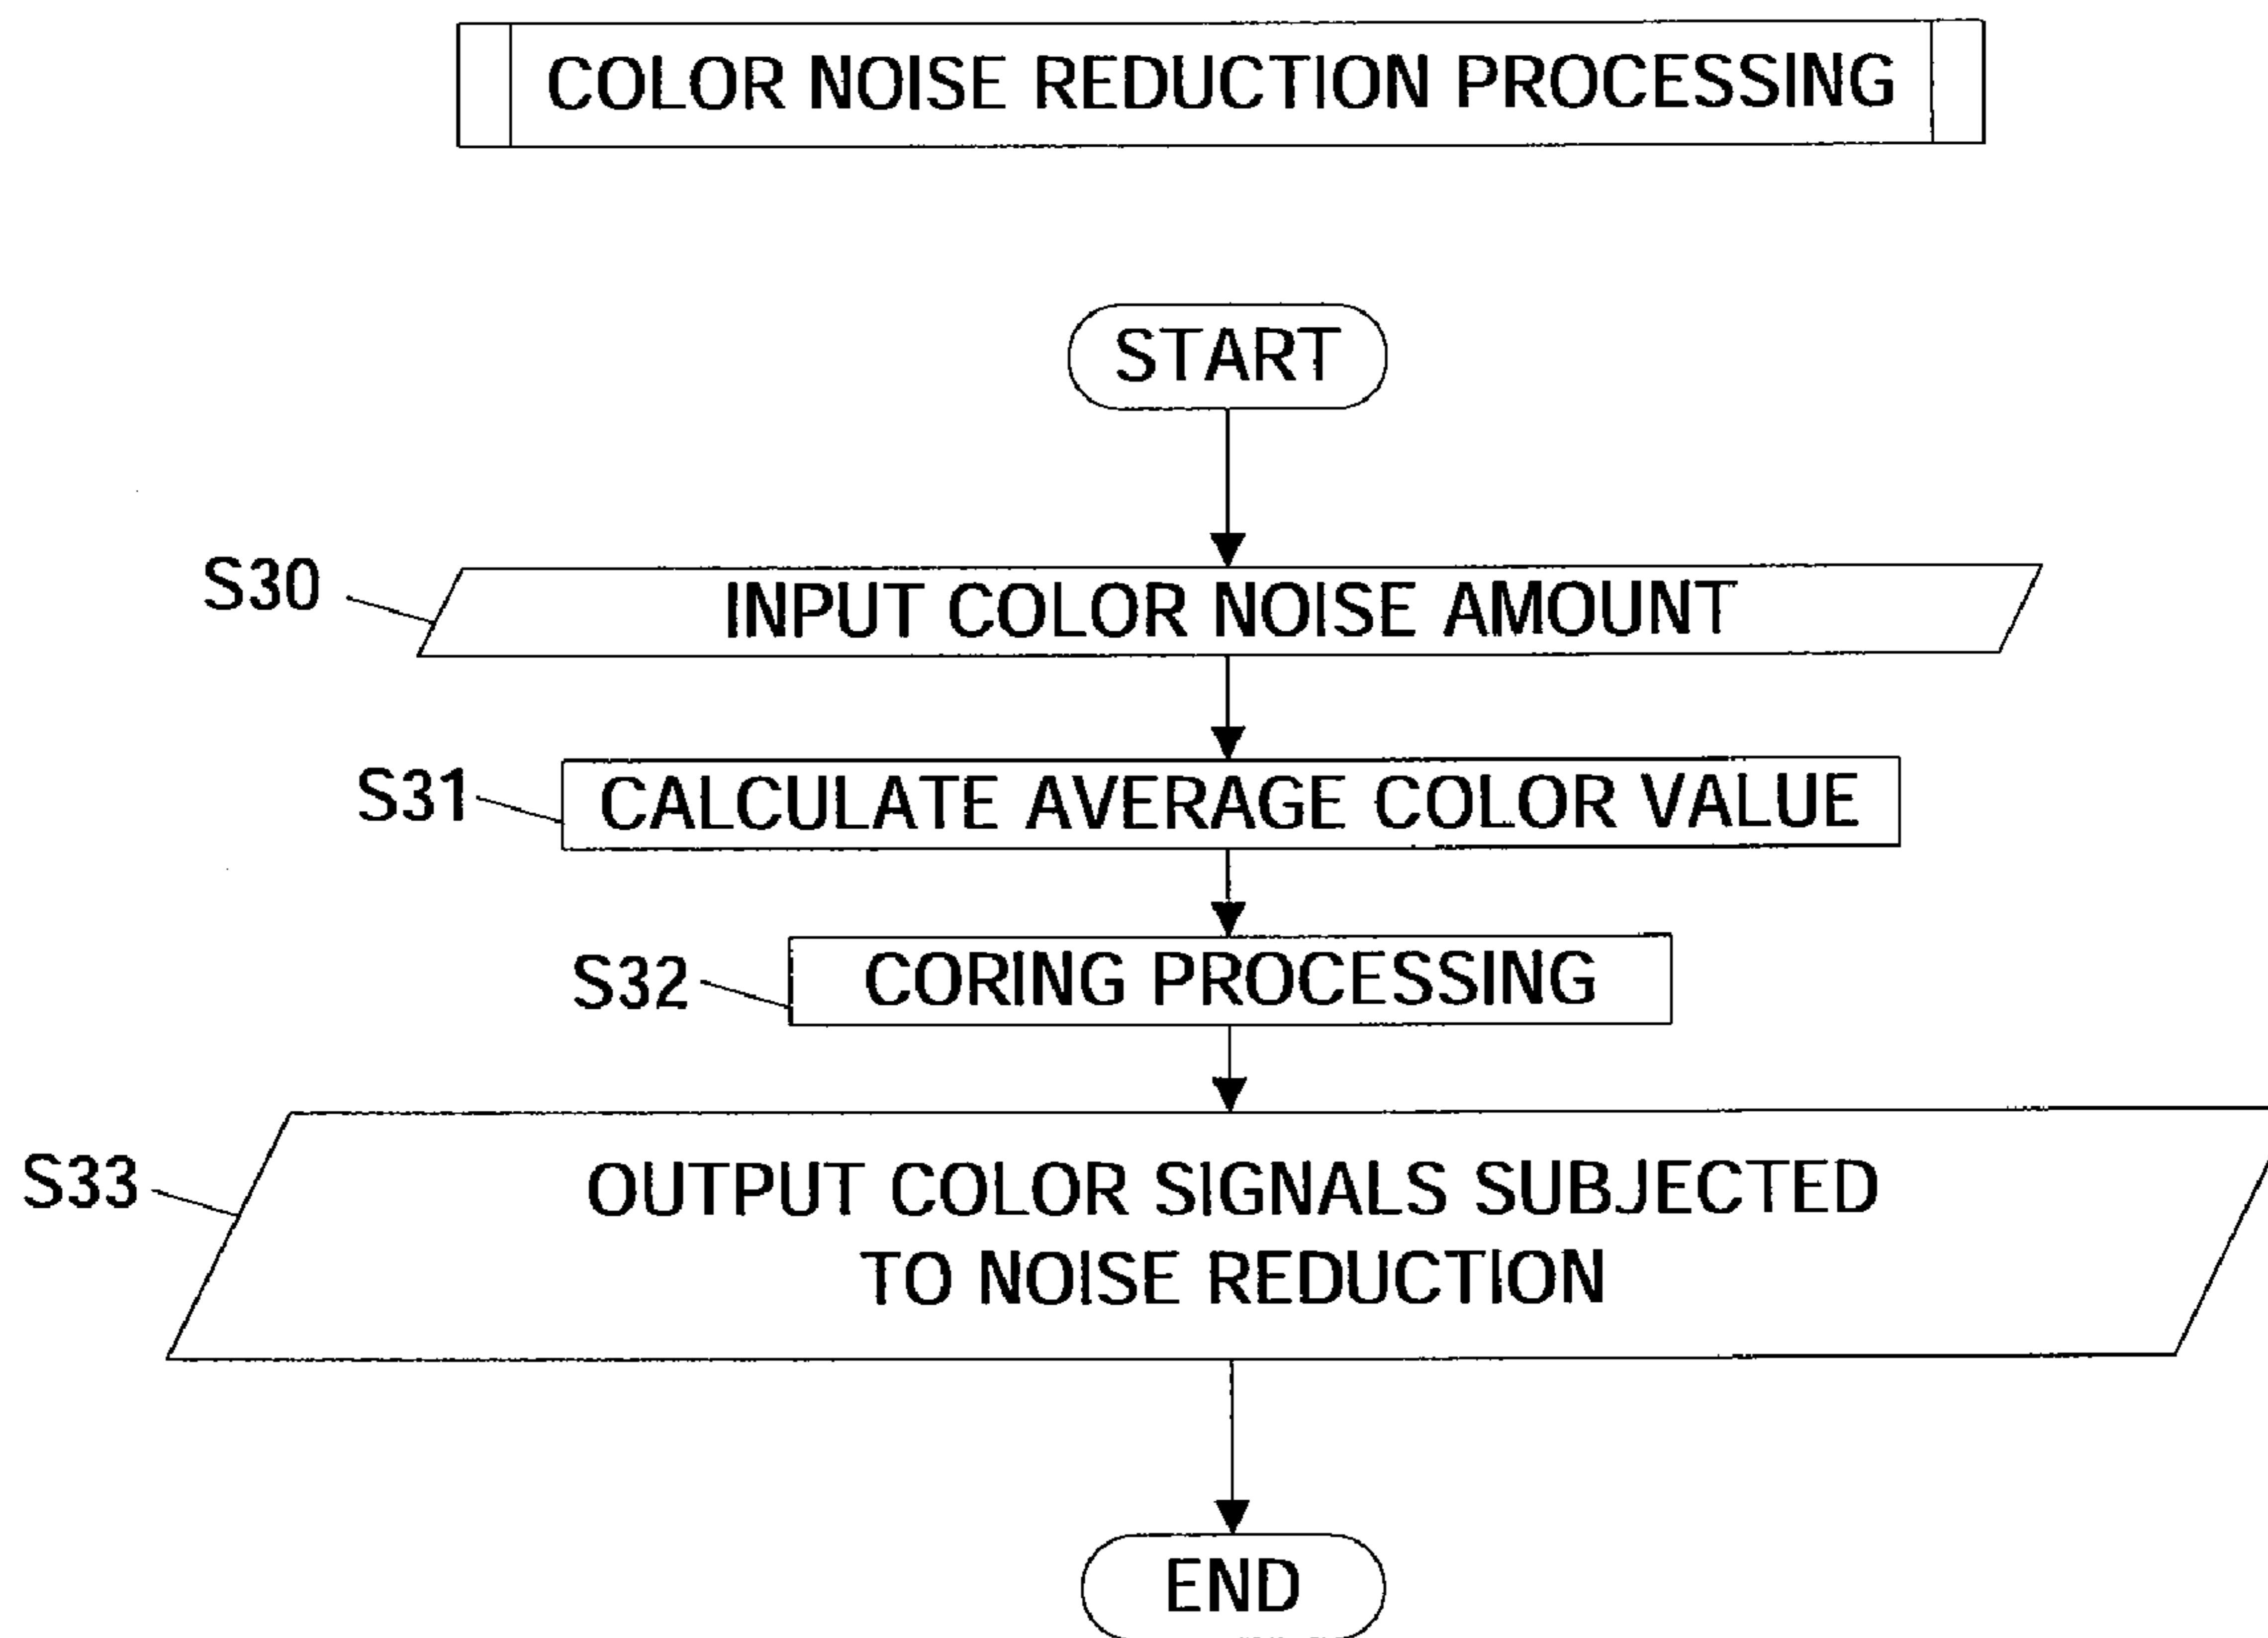 COLOR NOISE REDUCTION PROCESSING
START
S30
INPUT COLOR NOISE AMOUNT
S31
CALCULATE AVERAGE COLOR VALUE
S32
CORING PROCESSING
S33
OUTPUT COLOR SIGNALS SUBJECTED
TO NOISE REDUCTION
END